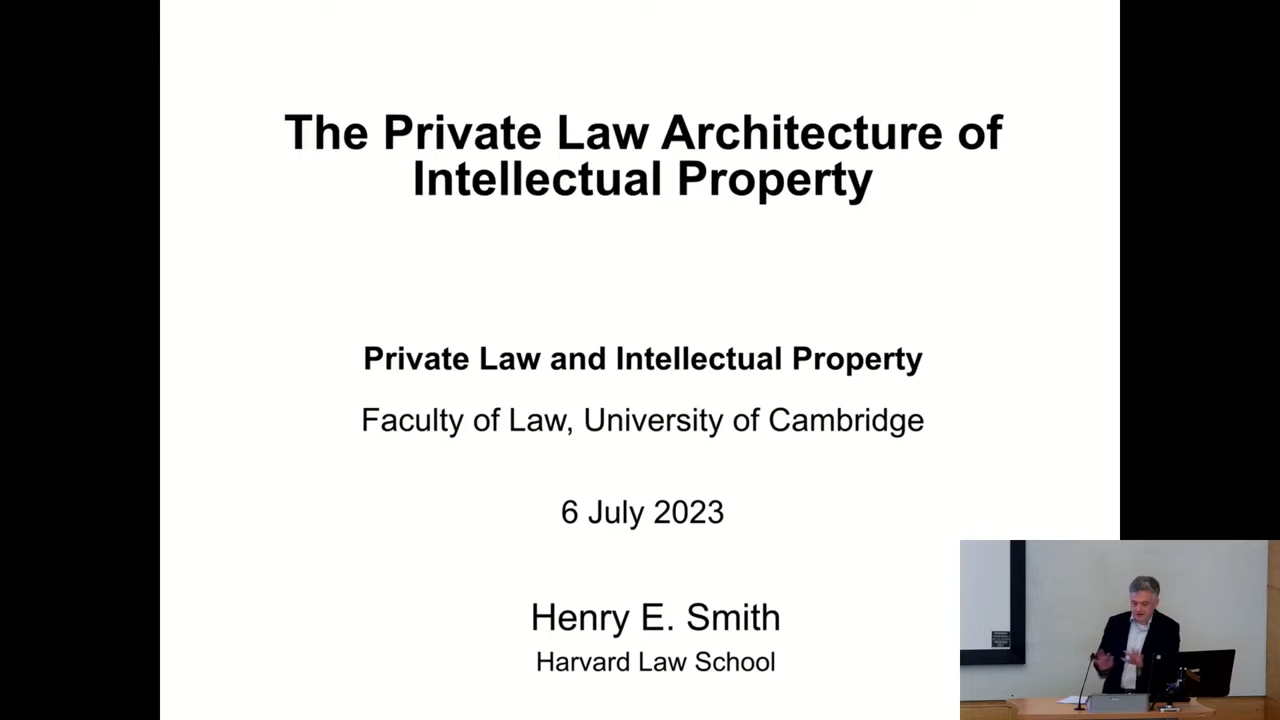 The Private Law Architecture of
Intellectual Property
Private Law and Intellectual Property
Faculty of Law, University of Cambridge
6 July 2023
Henry E. Smith
Harvard Law School